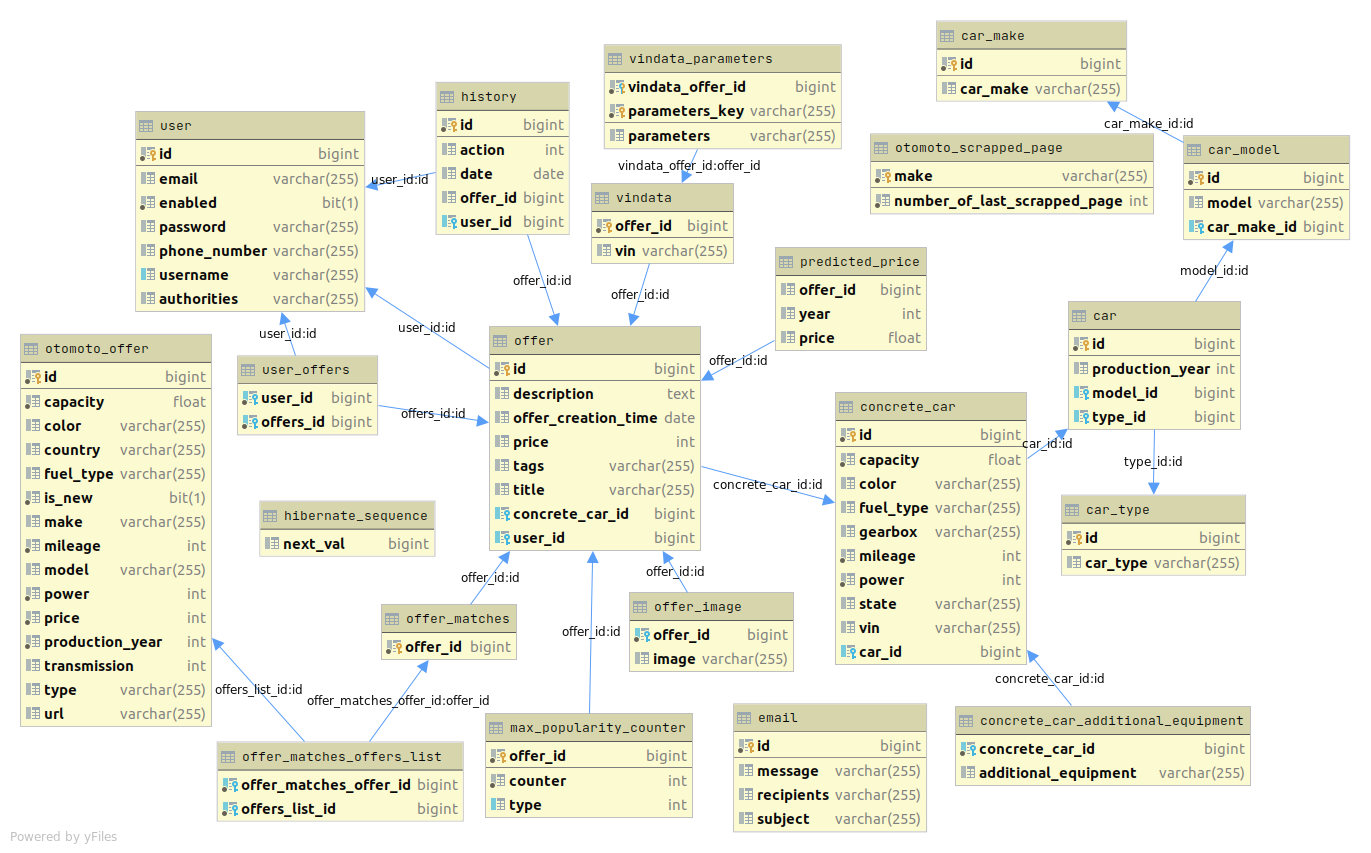 car_make
id bigint
car_make varchar(255)
vindata_parameters
vindata_offer_id bigint
parameters_key varchar(255)
parameters varchar(255)
history
id bigint
action int
date date
offer_id bigint
user_id bigint
user
id bigint
email varchar(255)
enabled bit(1)
password varchar(255)
phone_number varchar(255)
username varchar(255)
authorities varchar(255)
car_make_id:id
otomoto_scrapped_page
make varchar(255)
number_of_last_scrapped_page int
car_model
id bigint
model varchar(255)
car_make_id bigint
vindata_offer_id:offer_id
user_id:id
vindata
offer_id bigint
vin varchar(255)
predicted_price
offer_id bigint
year int
price float
model_id:id
offer_id:id
offer_id:id
car
id bigint
production_year int
model_id bigint
type_id bigint
user_id:id
user_id:id
offer
id bigint
description text
offer_creation_time date
price int
tags varchar(255)
title varchar(255)
concrete_car_id bigint
user_id bigint
offer_id:id
otomoto_offer
id bigint
capacity float
color varchar(255)
country varchar(255)
fuel_type varchar(255)
is_new bit(1)
make varchar(255)
mileage int
model varchar(255)
power int
price int
production_year int
transmission int
type varchar(255)
url varchar(255)
user_offers
user_id bigint
offers_id bigint
offers_id:id
concrete_car
id bigint
capacity float
color varchar(255)
fuel_type varchar(255)
gearbox varchar(255)
mileage int
power int
state varchar(255)
vin varchar(255)
car_id bigint
car_id:id
type_id:id
concrete_car_id:id
car_type
id bigint
car_type varchar(255)
hibernate_sequence
next_val bigint
offer_id:id
offer_id:id
offer_matches
offer_id bigint
offer_id:id
offer_image
offer_id bigint
image varchar(255)
concrete_car_id:id
offers_list_id:id
offer_matches_offer_id:offer_id
offer_matches_offers_list
offer_matches_offer_id bigint
offers_list_id bigint
max_popularity_counter
offer_id bigint
counter int
type int
email
id bigint
message varchar(255)
recipients varchar(255)
subject varchar(255)
concrete_car_additional_equipment
concrete_car_id bigint
additional_equipment varchar(255)
Powered by yFiles